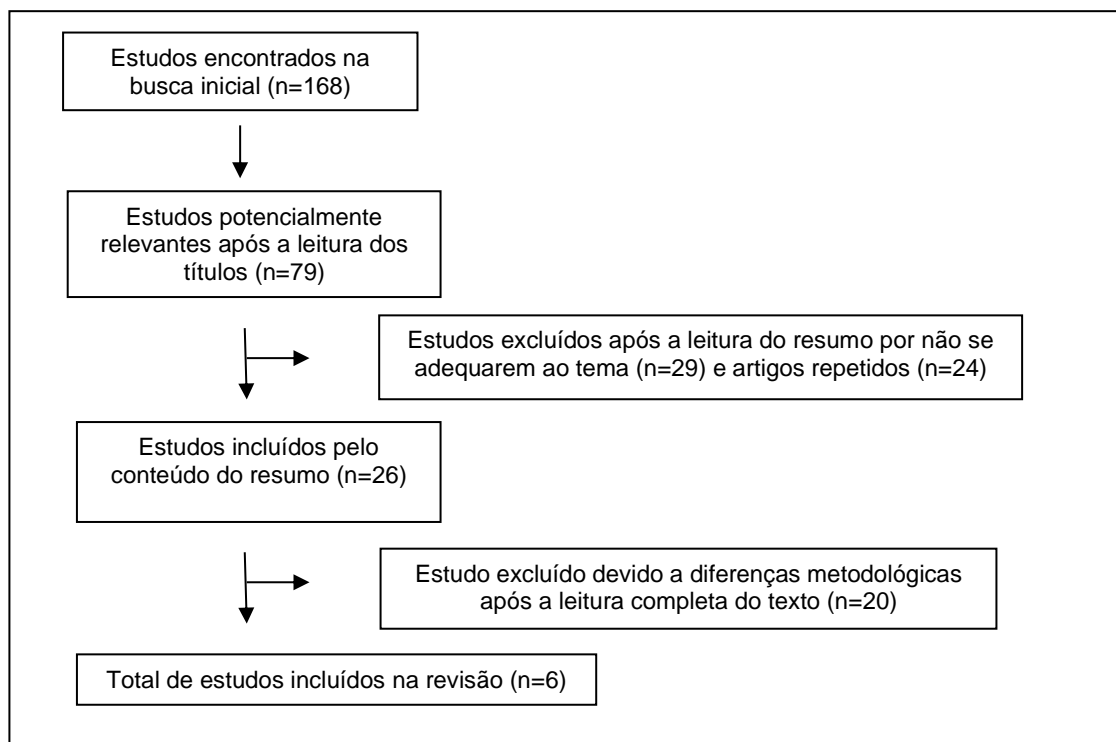 Estudos encontrados na
busca inicial (n=168)
Estudos potencialmente
relevantes após a leitura dos
títulos (n=79)
Estudos excluídos após a leitura do resumo por não se
adequarem ao tema (n=29) e artigos repetidos (n=24)
Estudos incluídos pelo
conteúdo do resumo (n=26)
Estudo excluído devido a diferenças metodológicas
após a leitura completa do texto (n=20)
Total de estudos incluídos na revisão (n=6)